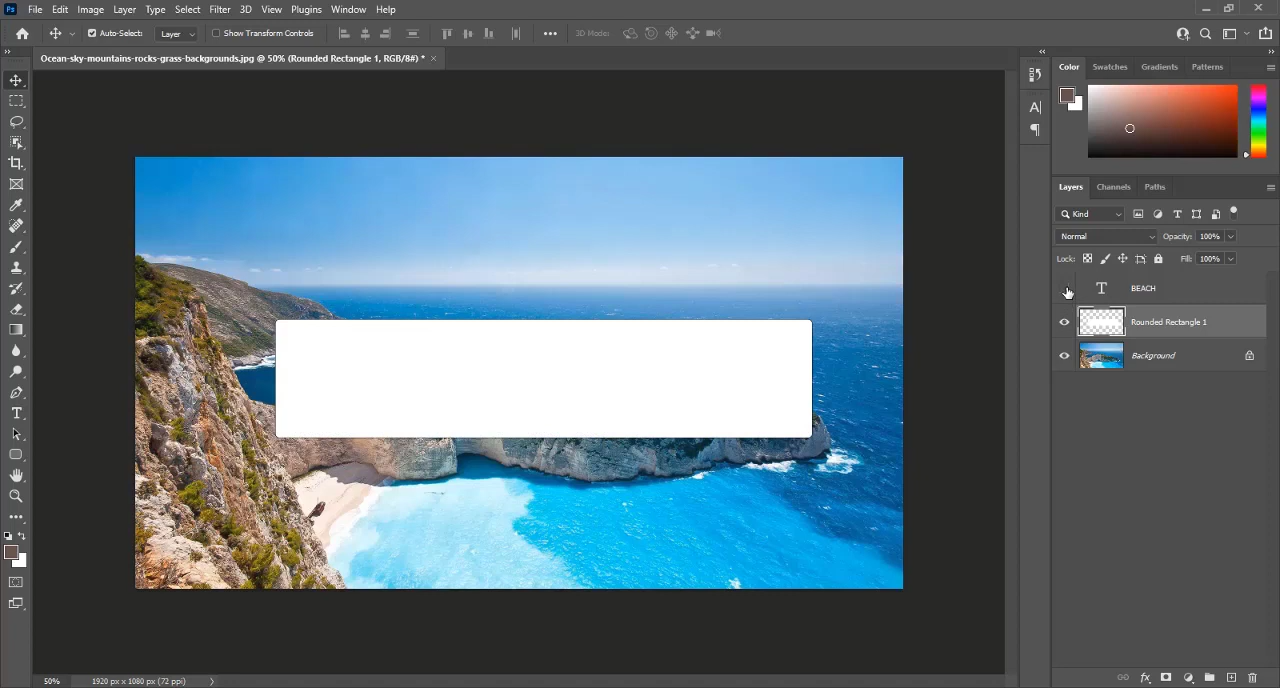 Ps File Edit Image Layer Type Select Filter 3D View Plugins Window Help
Auto-Select: Layer Show Transform Controls 3D Mode:
Ocean-sky-mountains-rocks-grass-backgrounds.jpg @ 50% (Rounded Rectangle 1, RGB/8#) * ×
Color Swatches Gradients Patterns
Layers Channels Paths
Kind
Normal Opacity: 100%
Lock: Fill: 100%
BEACH
Rounded Rectangle 1
Background
50% 1920 px x 1080 px (72 ppi)